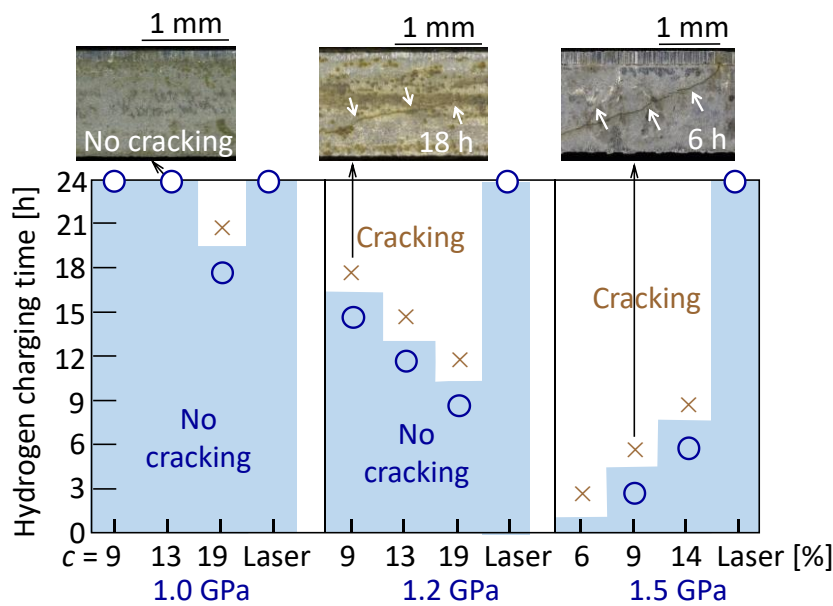 1 mm 1 mm 1 mm
No cracking 18 h 6 h
24
21
18
15
12
9
6
3
0
Hydrogen charging time [h]
No
cracking
Cracking
No
cracking
Cracking
c = 9 13 19 Laser 9 13 19 Laser 6 9 14 Laser [%]
1.0 GPa 1.2 GPa 1.5 GPa